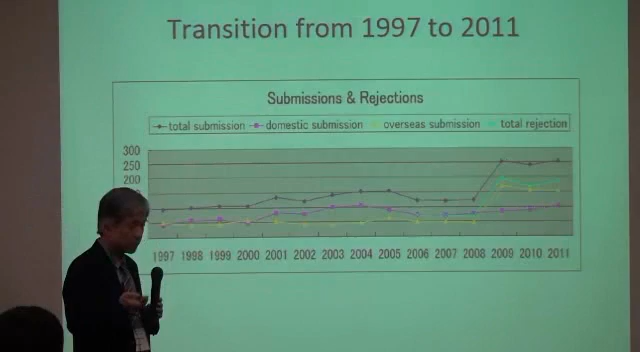 Transition from 1997 to 2011
Submissions & Rejections
total submission domestic submission overseas submission total rejection
300
250
200
1997 1998 1999 2000 2001 2002 2003 2004 2005 2006 2007 2008 2009 2010 2011